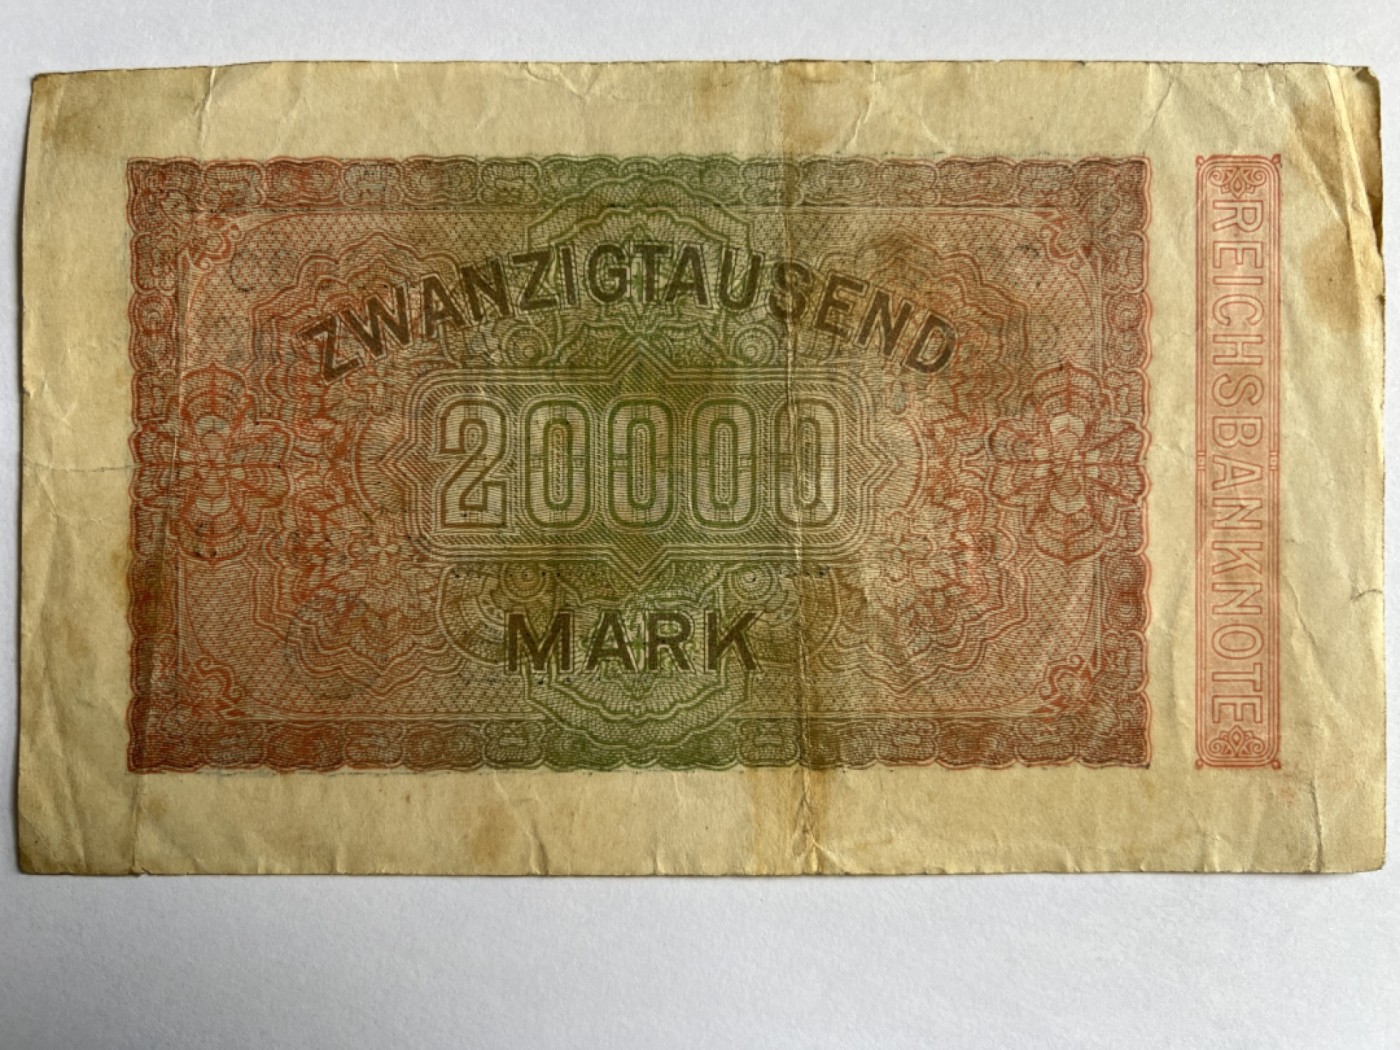 ZWANZIGTAUSEND
20000
MARK
REICHSBANKNOTE